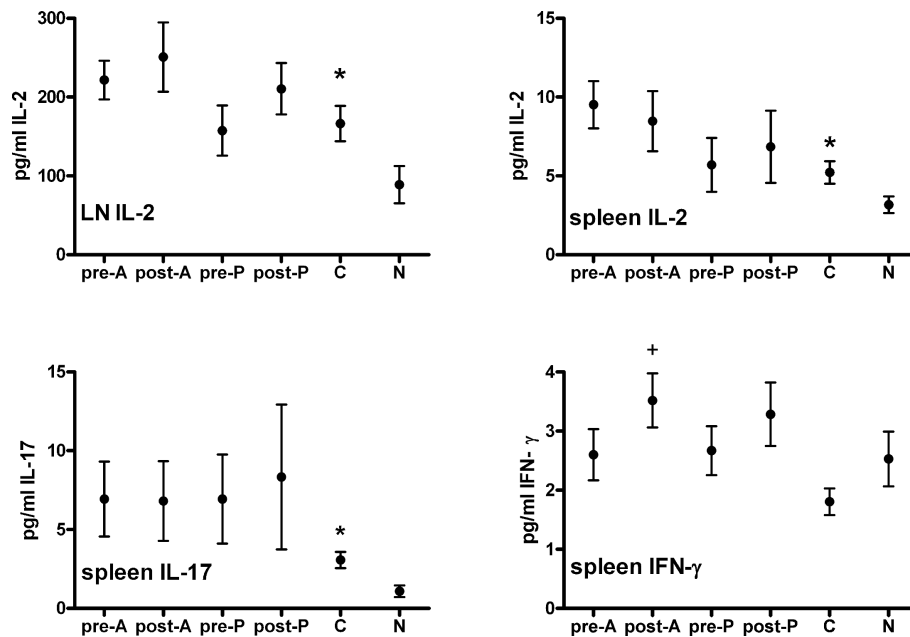 300
200
100
0
pg/ml IL-2
LN IL-2
*
pre-A post-A pre-P post-P C N
15
10
5
0
pg/ml IL-2
spleen IL-2
*
pre-A post-A pre-P post-P C N
15
10
5
0
pg/ml IL-17
spleen IL-17
*
pre-A post-A pre-P post-P C N
4
3
2
1
0
pg/ml IFN- γ
spleen IFN-γ
+
pre-A post-A pre-P post-P C N